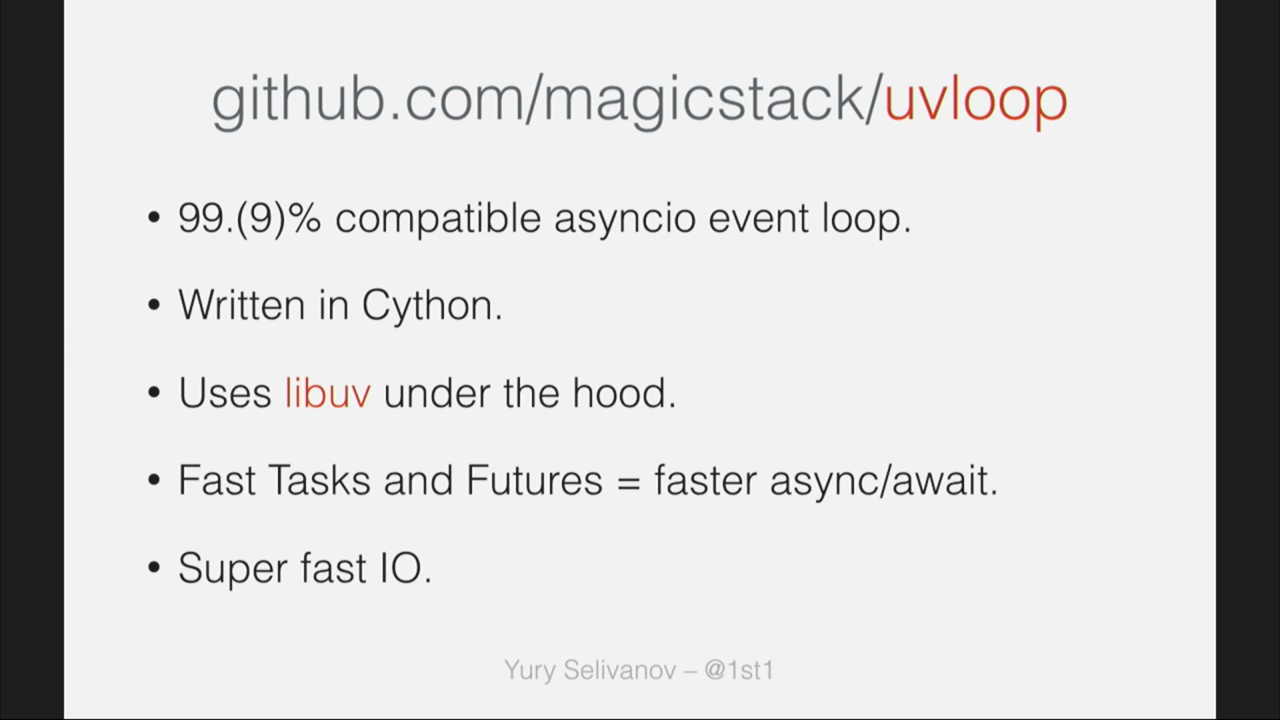 github.com/magicstack/uvloop
• 99.(9)% compatible asyncio event loop.
• Written in Cython.
• Uses libuv under the hood.
• Fast Tasks and Futures = faster async/await.
• Super fast IO.
Yury Selivanov – @1st1